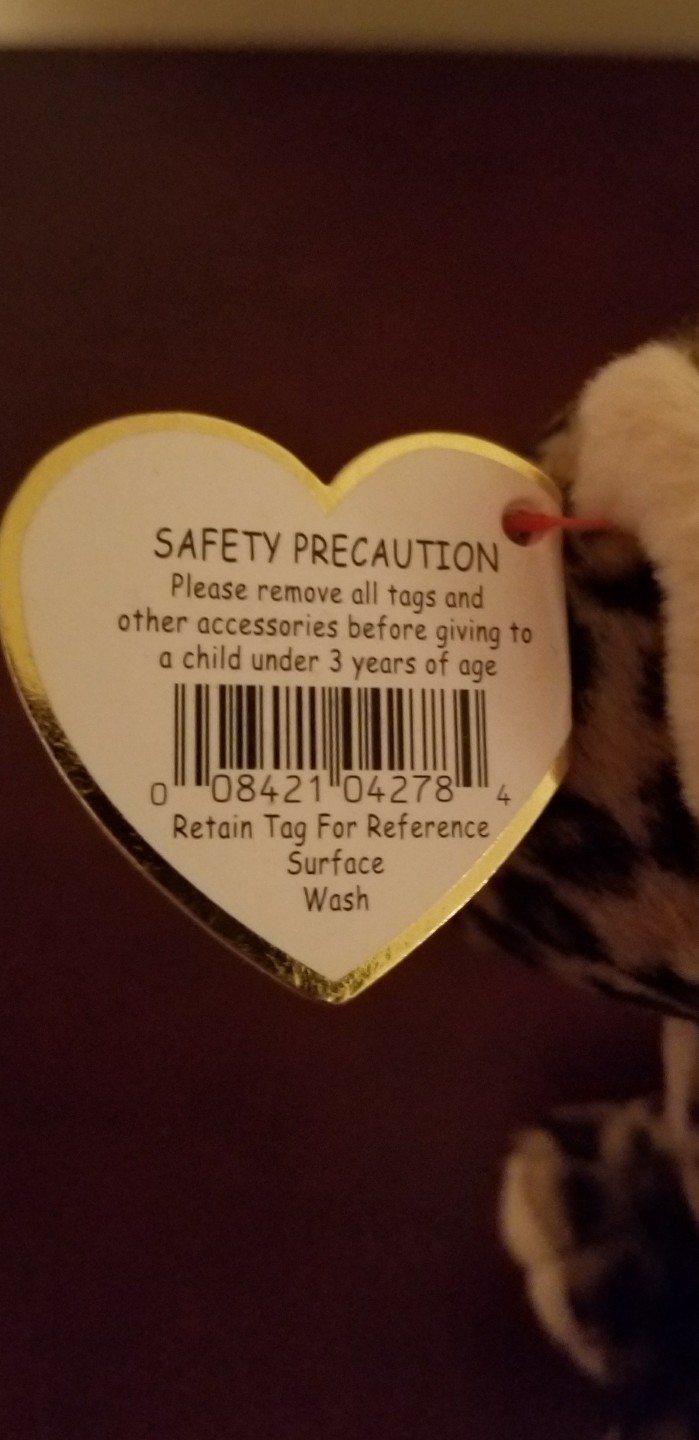 SAFETY PRECAUTION
Please remove all tags and
other accessories before giving to
a child under 3 years of age
0 08421 04278 4
Retain Tag For Reference
Surface
Wash